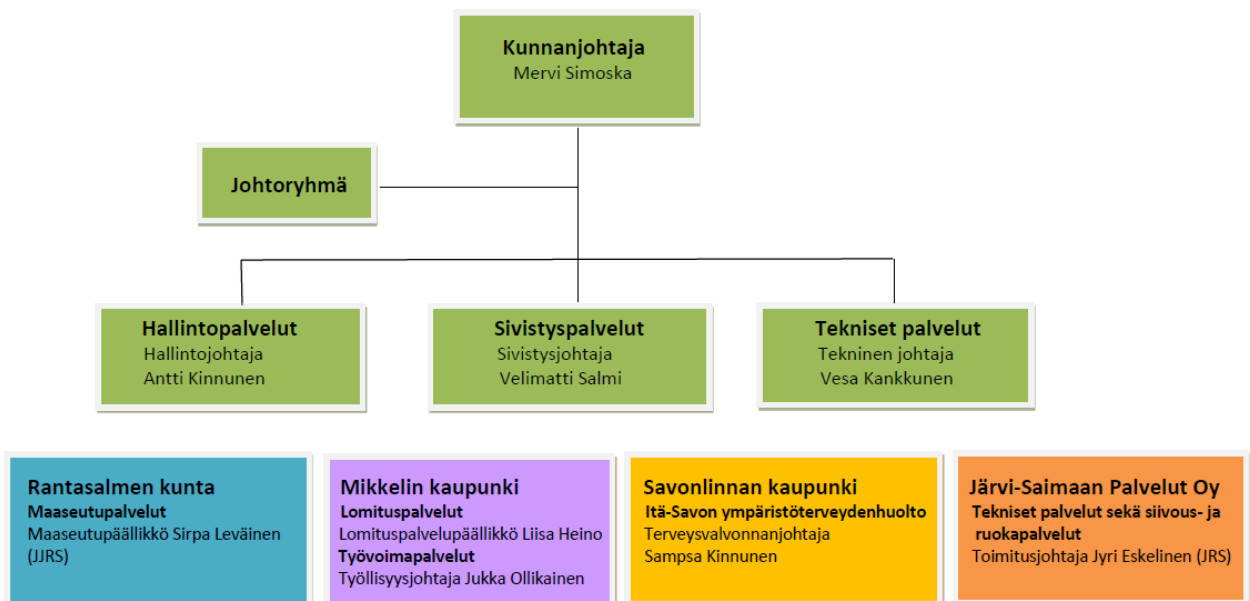 Kunnanjohtaja
Mervi Simoska
Johtoryhmä
Hallintopalvelut
Hallintojohtaja
Antti Kinnunen
Sivistyspalvelut
Sivistysjohtaja
Velimatti Salmi
Tekniset palvelut
Tekninen johtaja
Vesa Kankkunen
Rantasalmen kunta
Maaseutupalvelut
Maaseutupäällikkö Sirpa Leväinen
(JJRS)
Mikkelin kaupunki
Lomituspalvelut
Lomituspalvelupäällikkö Liisa Heino
Työvoimapalvelut
Työllisyysjohtaja Jukka Ollikainen
Savonlinnan kaupunki
Itä-Savon ympäristöterveydenhuolto
Terveysvalvonnanjohtaja
Sampsa Kinnunen
Järvi-Saimaan Palvelut Oy
Tekniset palvelut sekä siivous- ja
ruokapalvelut
Toimitusjohtaja Jyri Eskelinen (JRS)